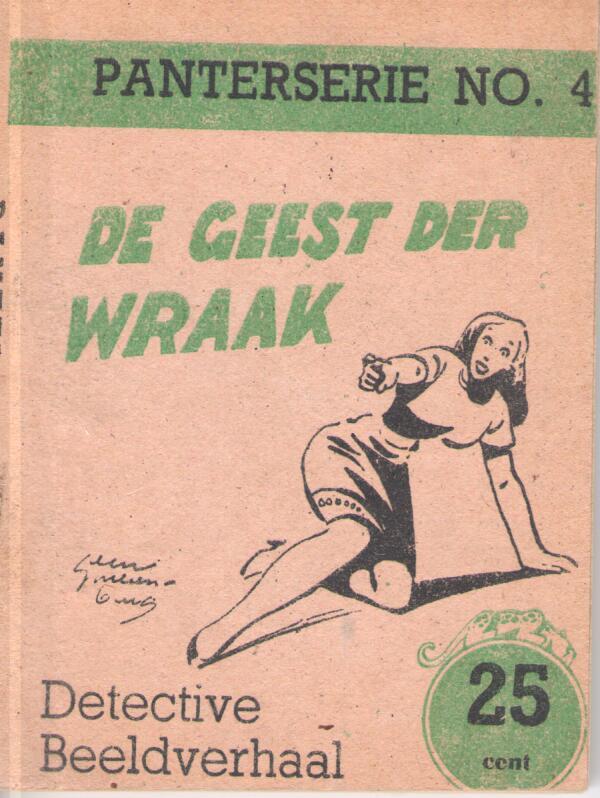 PANTERSERIE NO. 4
DE GEEST DER
WRAAK
Detective
Beeldverhaal
25
cent